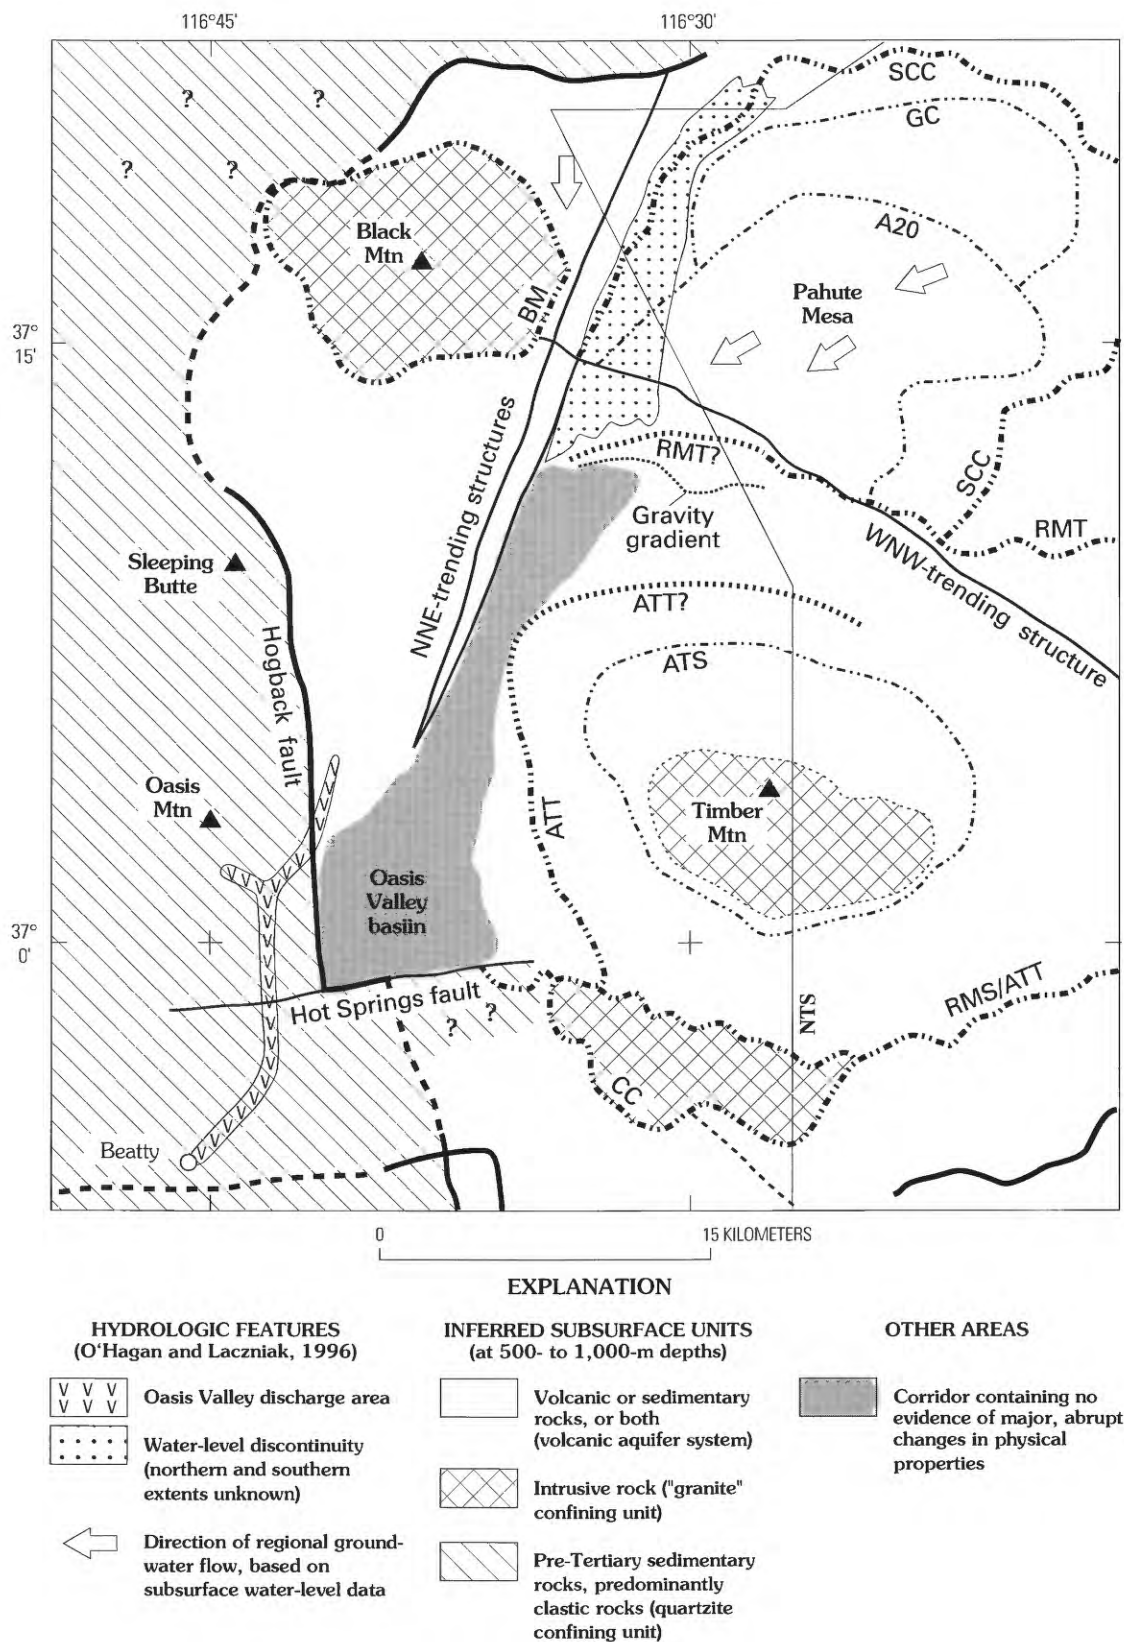 116°45'
116°30'
SCC
GC
?
?
?
?
Black
Mtn
A20
BM
Pahute
Mesa
37°
15'
NNE-trending structures
RMT?
SCC
Gravity
gradient
RMT
WNW-trending structure
Sleeping
Butte
ATT?
ATS
Hogback fault
Oasis
Mtn
ATT
Timber
Mtn
Oasis
Valley
basiin
37°
0'
Hot Springs fault
?
?
NTS
RMS/ATT
CC
Beatty
0
15 KILOMETERS
EXPLANATION
HYDROLOGIC FEATURES
(O'Hagan and Laczniak, 1996)
Oasis Valley discharge area
Water-level discontinuity
(northern and southern
extents unknown)
Direction of regional ground-
water flow, based on
subsurface water-level data
INFERRED SUBSURFACE UNITS
(at 500- to 1,000-m depths)
Volcanic or sedimentary
rocks, or both
(volcanic aquifer system)
Intrusive rock ("granite"
confining unit)
Pre-Tertiary sedimentary
rocks, predominantly
clastic rocks (quartzite
confining unit)
OTHER AREAS
Corridor containing no
evidence of major, abrupt
changes in physical
properties